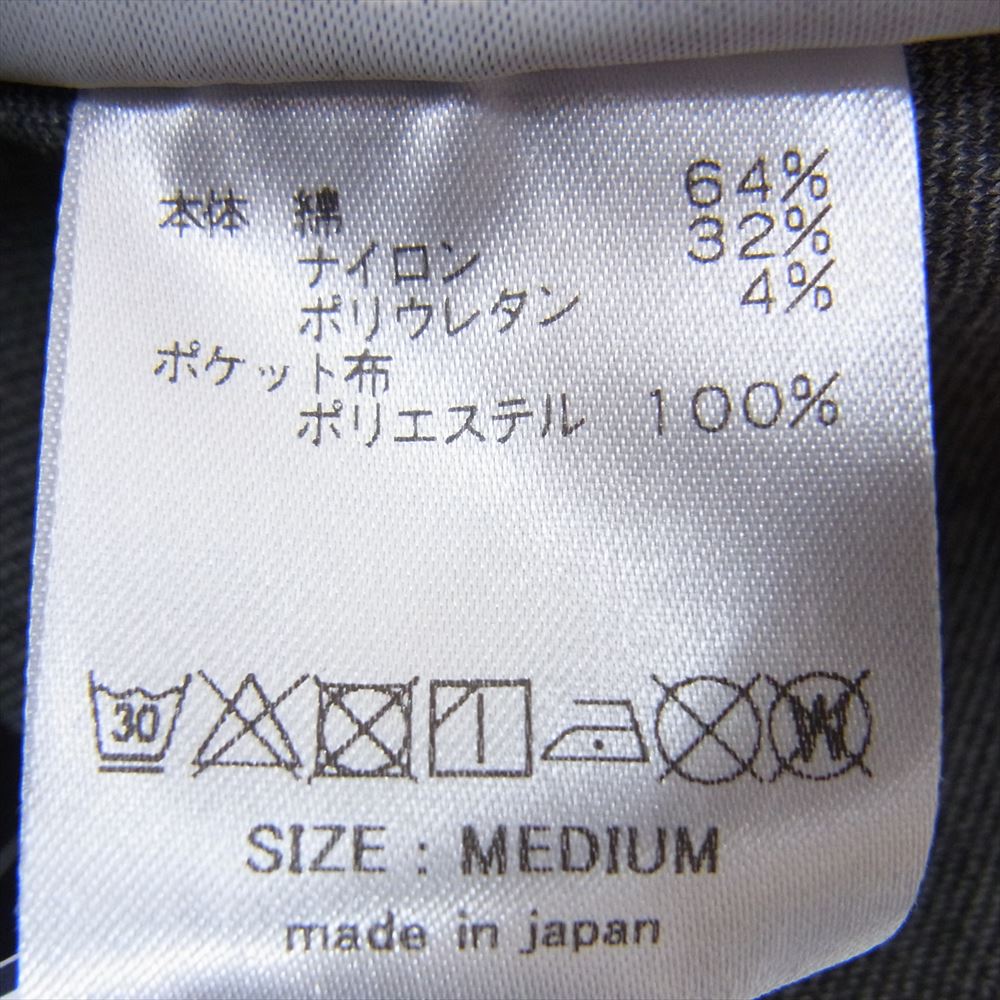 本体 綿 64%
ナイロン 32%
ポリウレタン 4%
ポケット布
ポリエステル 100%
30 W
SIZE : MEDIUM
made in japan